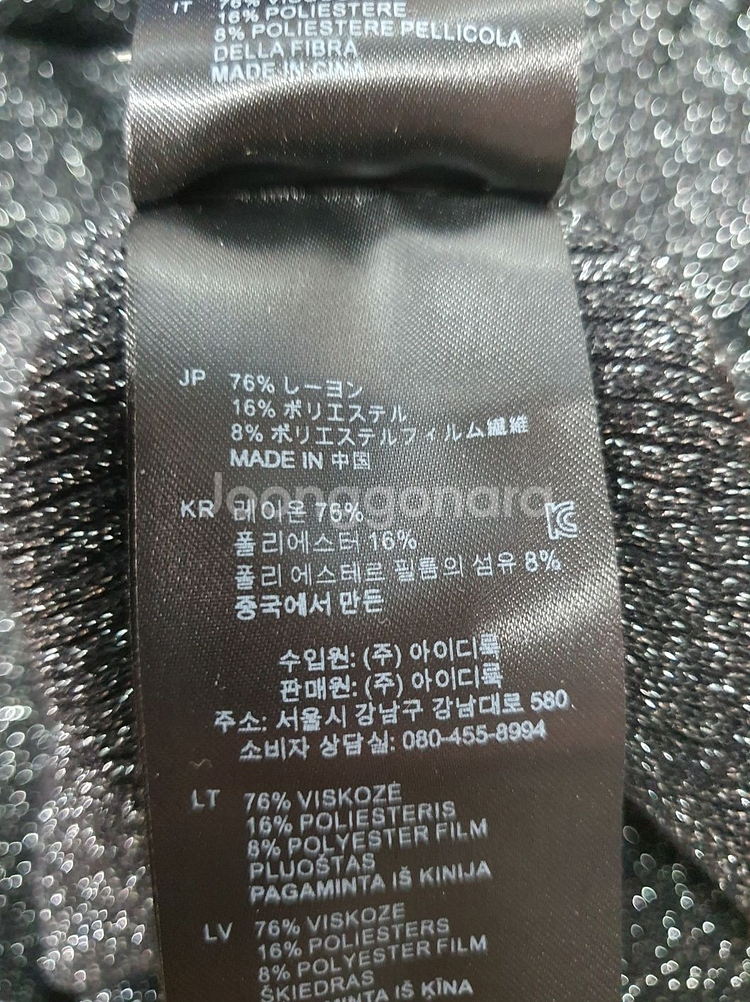 IT
16% POLIESTERE
8% POLIESTERE PELLICOLA
DELLA FIBRA
MADE IN CINA
JP 76% レーヨン
16% ポリエステル
8% ポリエステルフィルム繊維
MADE IN 中国
Joonggonara
KR 레이온 76%
폴리에스터 16%
폴리에스테르 필름의 섬유 8%
중국에서 만든
수입원: (주) 아이디룩
판매원: (주) 아이디룩
주소: 서울시 강남구 강남대로 580
소비자 상담실: 080-455-8994
LT 76% VISKOZĖ
16% POLIESTERIS
8% POLYESTER FILM
PLUOŠTAS
PAGAMINTA IŠ KINIJA
LV 76% VISKOZE
16% POLIESTERS
8% POLYESTER FILM
ŠĶIEDRAS
IŠ ĶĪNA